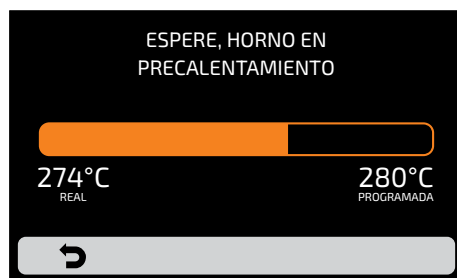 ESPERE, HORNO EN
PRECALENTAMIENTO
274°C 280°C
REAL PROGRAMADA